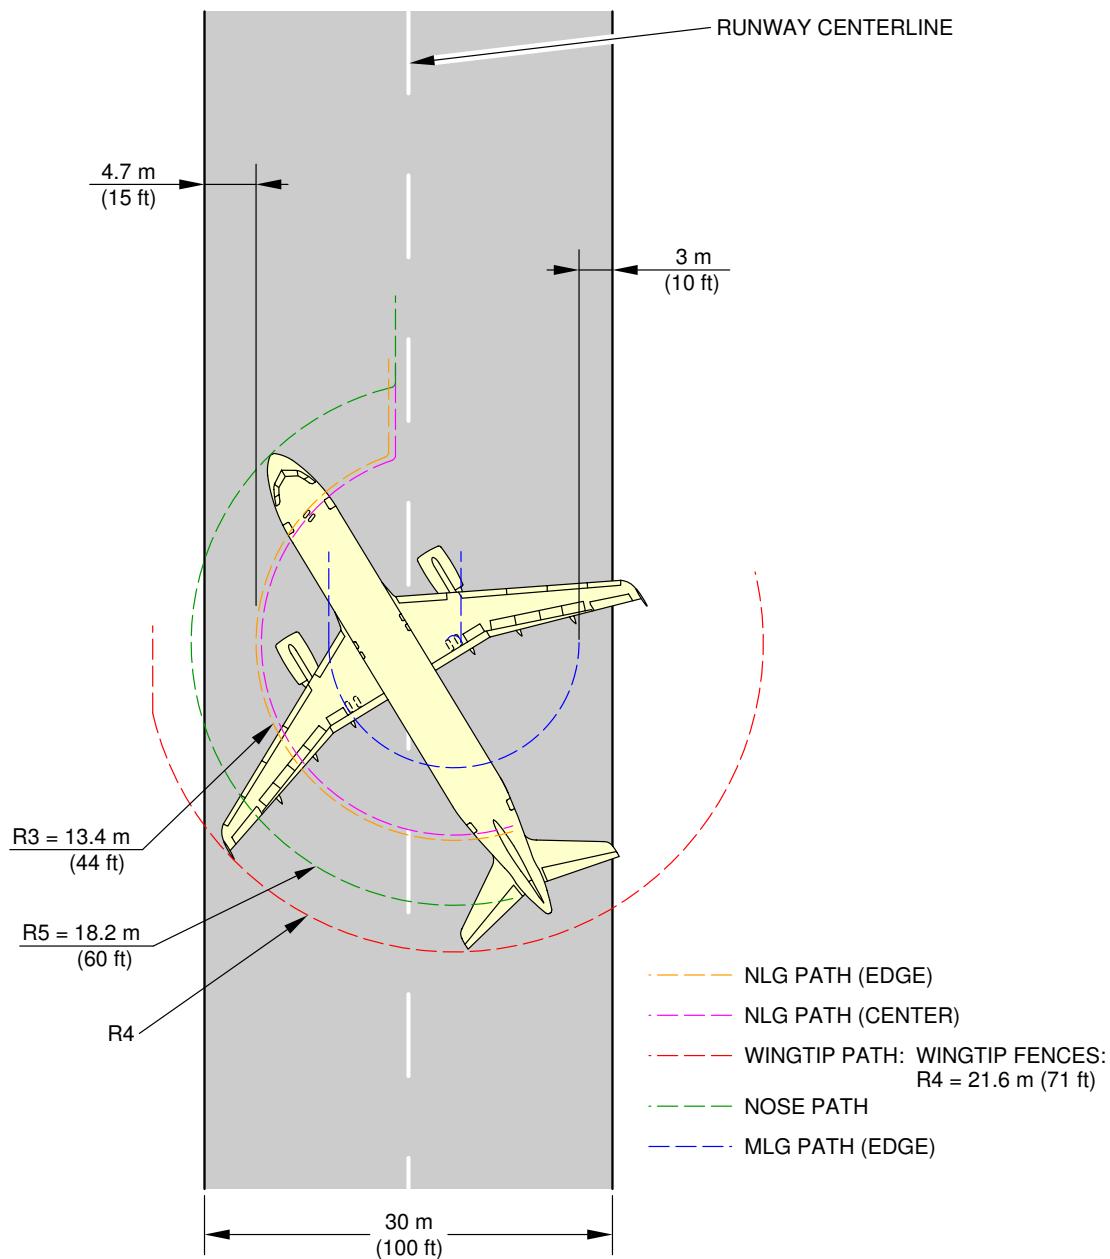 RUNWAY CENTERLINE
4.7 m
(15 ft)
3 m
(10 ft)
R3 = 13.4 m
(44 ft)
R5 = 18.2 m
(60 ft)
R4
NLG PATH (EDGE)
NLG PATH (CENTER)
WINGTIP PATH: WINGTIP FENCES:
R4 = 21.6 m (71 ft)
NOSE PATH
MLG PATH (EDGE)
30 m
(100 ft)